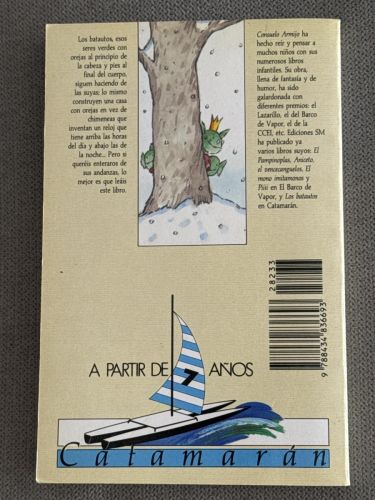 Los batautos, esos
seres verdes con
orejas al principio de
la cabeza y pies al
final del cuerpo,
siguen haciendo de
las suyas: lo mismo
construyen una casa
con orejas en vez de
chimeneas que
inventan un reloj que
tiene arriba las horas
del día y abajo las de
la noche... Pero si
queréis enteraros de
sus andanzas, lo
mejor es que leáis
este libro.
Consuelo Armijo ha
hecho reír y pensar a
muchos niños con sus
numerosos libros
infantiles. Su obra,
llena de fantasía y de
humor, ha sido
galardonada con
diferentes premios: el
Lazarillo, el del Barco
de Vapor, el de la
CCEI, etc. Ediciones SM
ha publicado ya
varios libros suyos: El
Pampinoplas, Aniceto,
el vencecanguelos, El
mono imitamonos y
Piiii en El Barco de
Vapor, y Los batautos
en Catamarán.
28233
9 788434 836693
A PARTIR DE 7 AÑOS
Catamarán